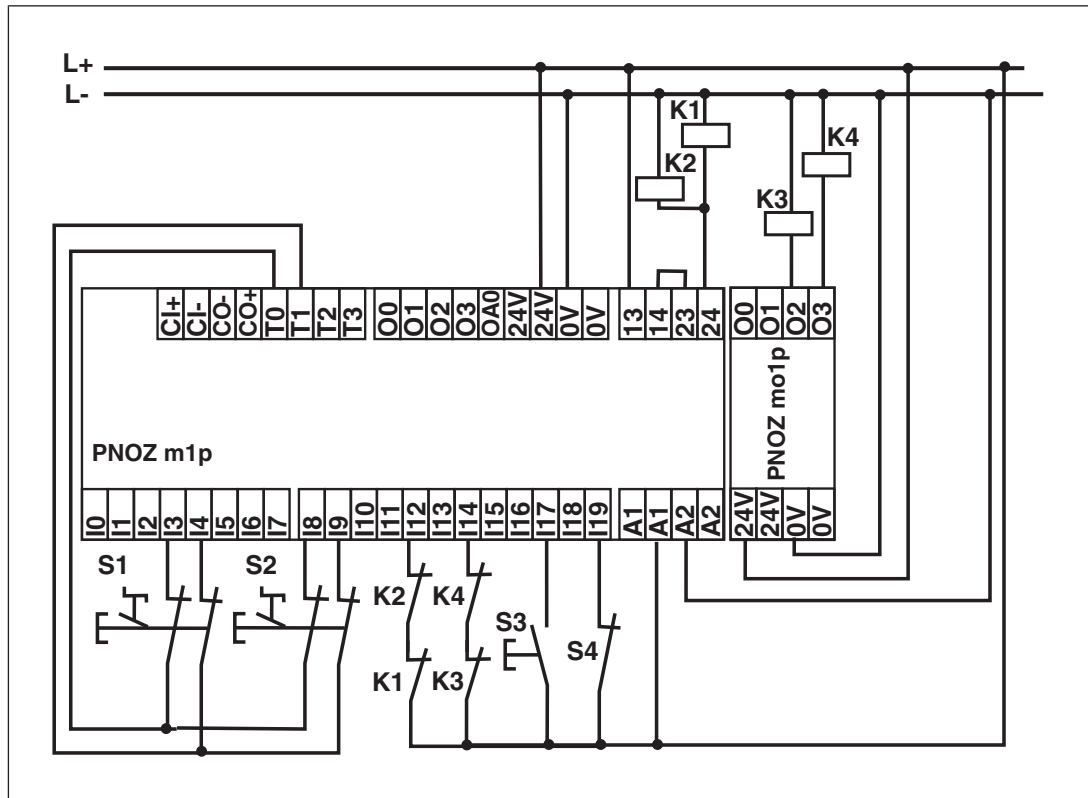 L+
L-
K1
K2
K4
K3
CI+ CI- CO- CO+ T0 T1 T2 T3 O0 O1 O2 O3 OA0 24V 24V 0V 0V 13 14 23 24 O0 O1 O2 O3
PNOZ m1p
PNOZ mo1p
I0 I1 I2 I3 I4 I5 I6 I7 I8 I9 I10 I11 I12 I13 I14 I15 I16 I17 I18 I19 A1 A1 A2 A2 24V 24V 0V 0V
S1 S2
K2 K4
S3
S4
K1 K3